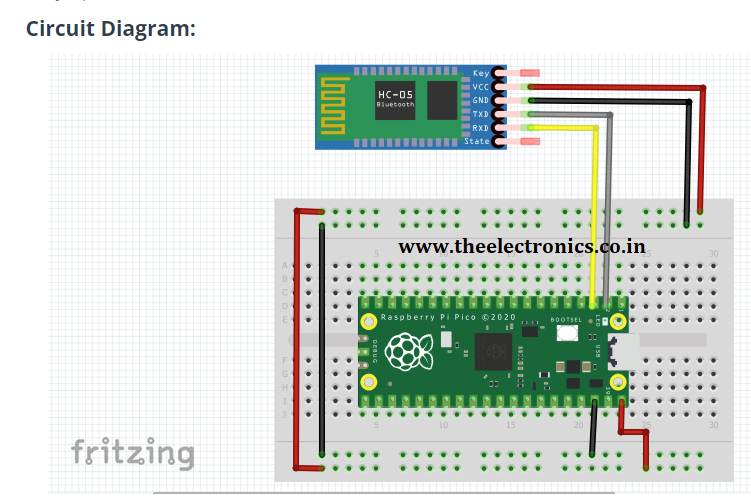 Circuit Diagram:
Key
VCC
HC-05
Bluetooth
GND
TXD
RXD
State
www.theelectronics.co.in
5 10 15 20 25 30
A
B
C
D
E
Raspberry Pi Pico ©2020
BOOTSEL
LED
USB
DEBUG
39
F
G
H
I
J
5 10 15 20 25 30
fritzing